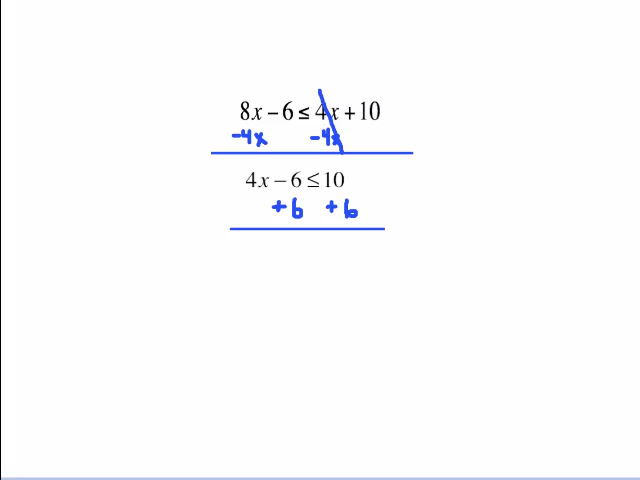 8x − 6 ≤ 4x + 10
−4x −4x
4x − 6 ≤ 10
+6 +6